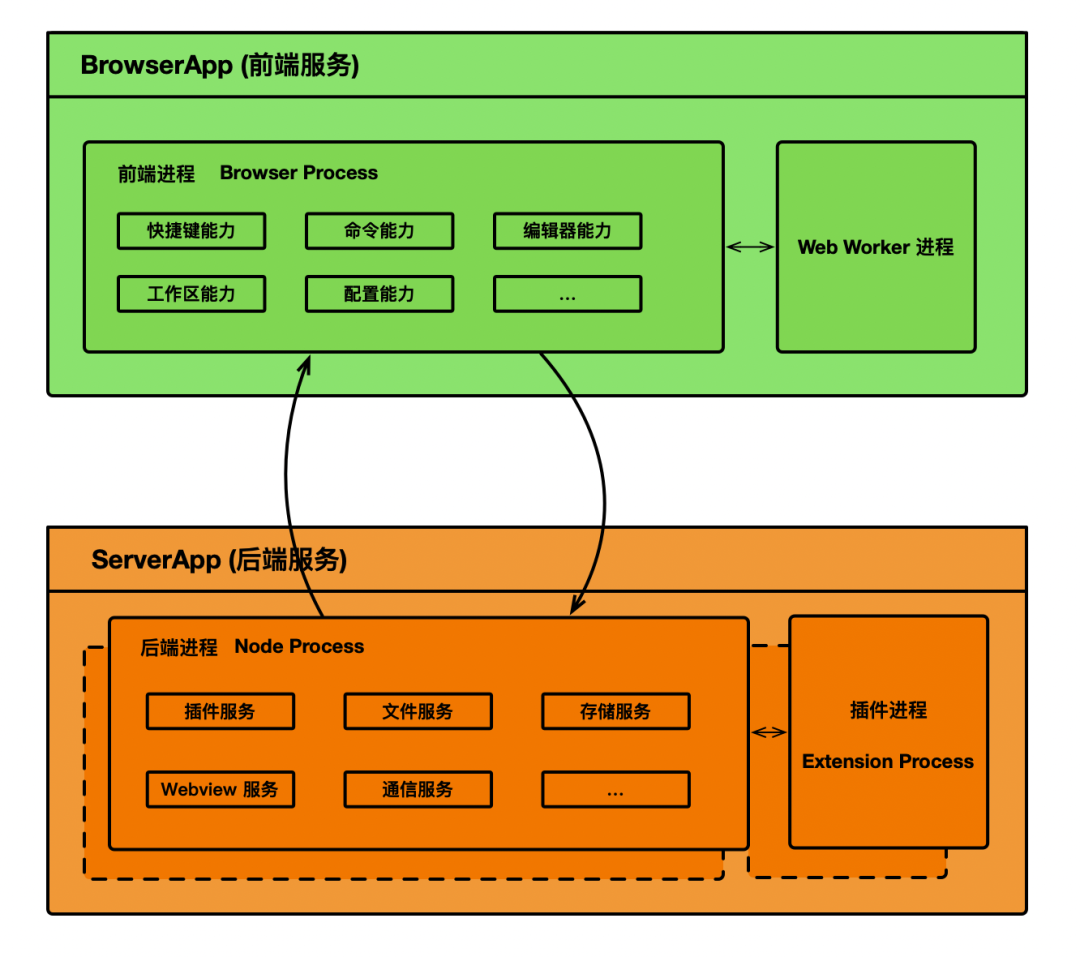 BrowserApp (前端服务)
前端进程 Browser Process
快捷键能力 命令能力 编辑器能力
工作区能力 配置能力 ...
Web Worker 进程
ServerApp (后端服务)
后端进程 Node Process
插件服务 文件服务 存储服务
Webview 服务 通信服务 ...
插件进程
Extension Process